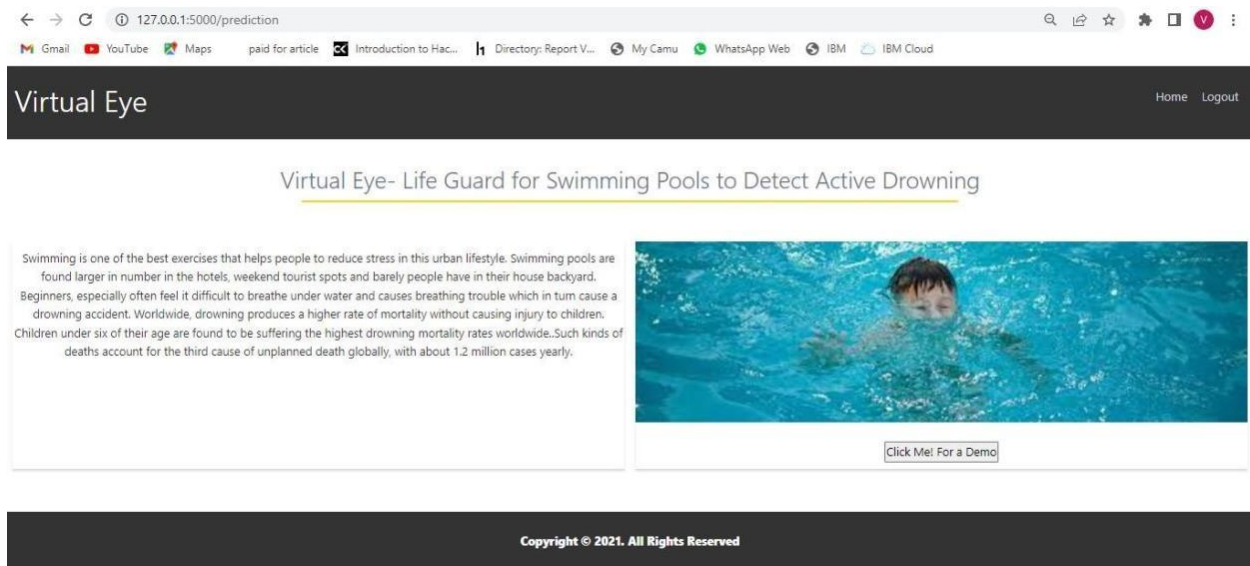 127.0.0.1:5000/prediction
Gmail YouTube Maps paid for article Introduction to Hac... Directory: Report V... My Camu WhatsApp Web IBM IBM Cloud
V
Virtual Eye
Home Logout
Virtual Eye- Life Guard for Swimming Pools to Detect Active Drowning
Swimming is one of the best exercises that helps people to reduce stress in this urban lifestyle. Swimming pools are
found larger in number in the hotels, weekend tourist spots and barely people have in their house backyard.
Beginners, especially often feel it difficult to breathe under water and causes breathing trouble which in turn cause a
drowning accident. Worldwide, drowning produces a higher rate of mortality without causing injury to children.
Children under six of their age are found to be suffering the highest drowning mortality rates worldwide..Such kinds of
deaths account for the third cause of unplanned death globally, with about 1.2 million cases yearly.
Click Me! For a Demo
Copyright © 2021. All Rights Reserved